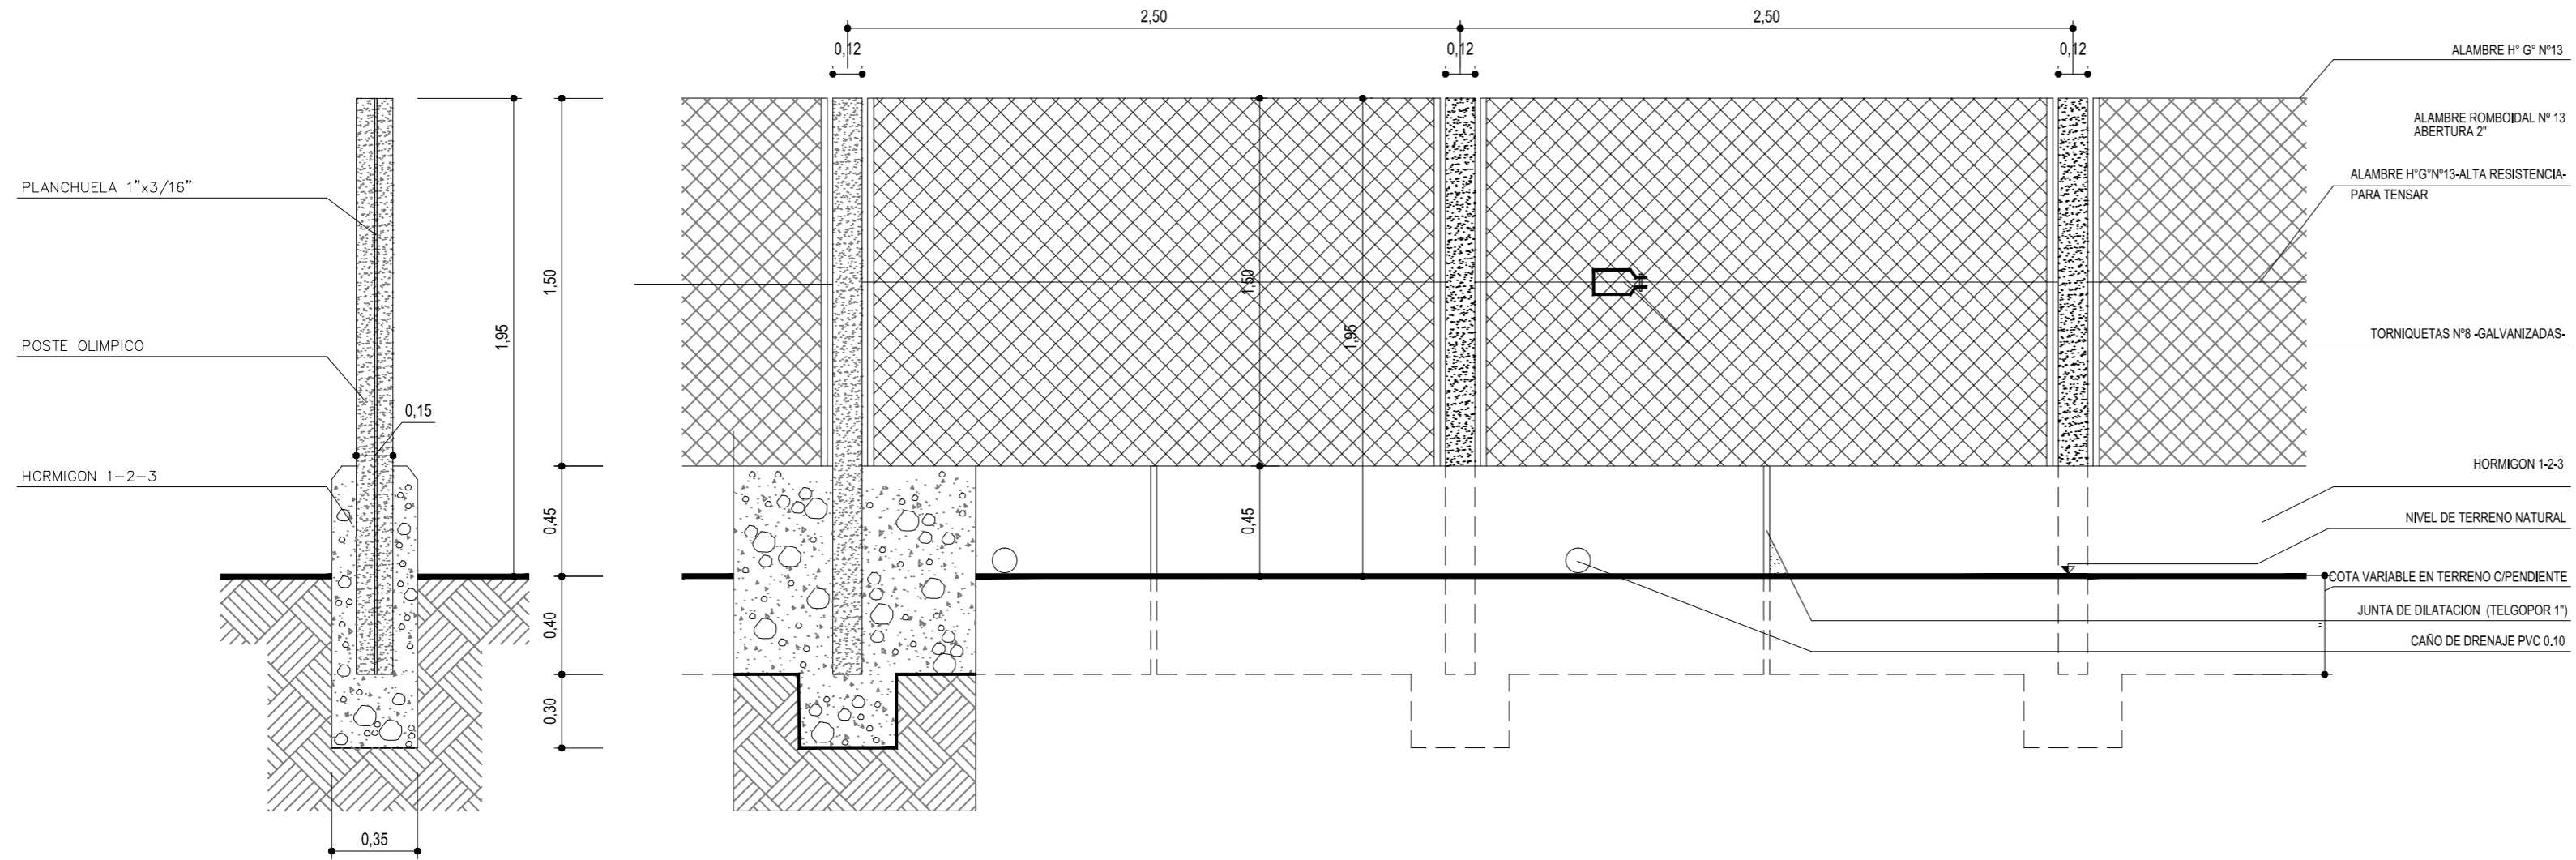 2,50
2,50
0,12
0,12
0,12
ALAMBRE H° G° Nº13
ALAMBRE ROMBOIDAL Nº 13
ABERTURA 2"
PLANCHUELA 1"x3/16"
ALAMBRE H°G°Nº13-ALTA RESISTENCIA-
PARA TENSAR
1,50
1,95
1,50
1,95
POSTE OLIMPICO
TORNIQUETAS Nº8 -GALVANIZADAS-
0,15
HORMIGON 1-2-3
HORMIGON 1-2-3
0,45
0,45
NIVEL DE TERRENO NATURAL
COTA VARIABLE EN TERRENO C/PENDIENTE
0,40
JUNTA DE DILATACION (TELGOPOR 1")
CAÑO DE DRENAJE PVC 0.10
0,30
0,35